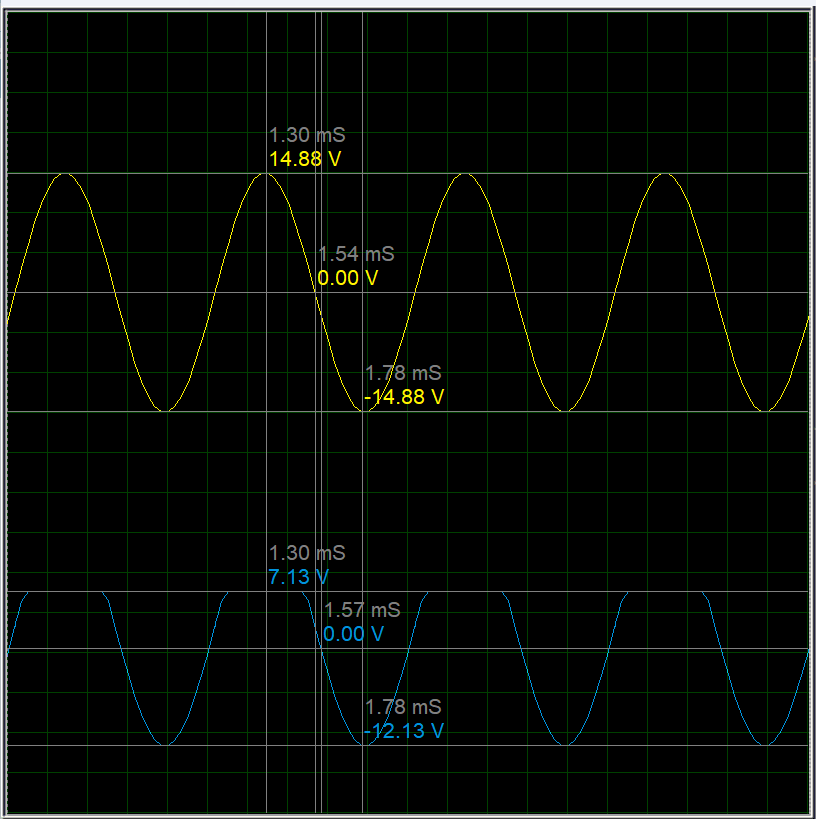 1.30 mS
14.88 V
1.54 mS
0.00 V
1.78 mS
-14.88 V
1.30 mS
7.13 V
1.57 mS
0.00 V
1.78 mS
-12.13 V